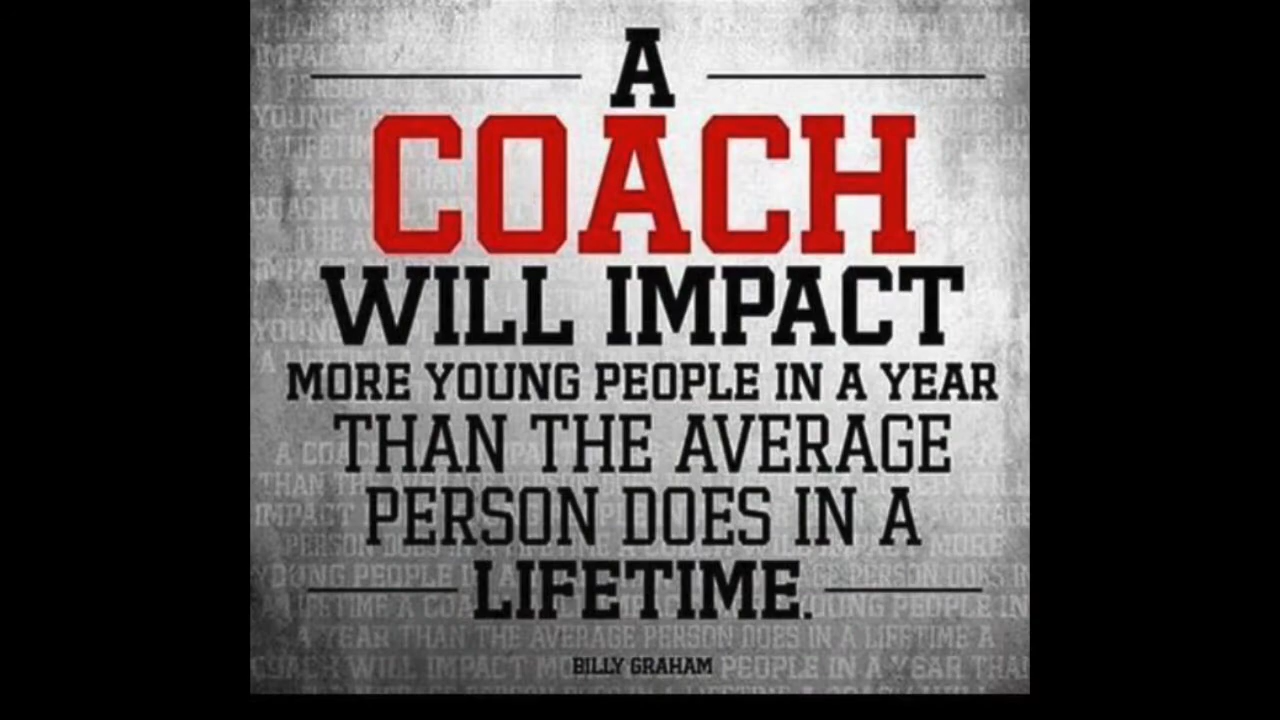 A
COACH
WILL IMPACT
MORE YOUNG PEOPLE IN A YEAR
THAN THE AVERAGE
PERSON DOES IN A
LIFETIME.
BILLY GRAHAM